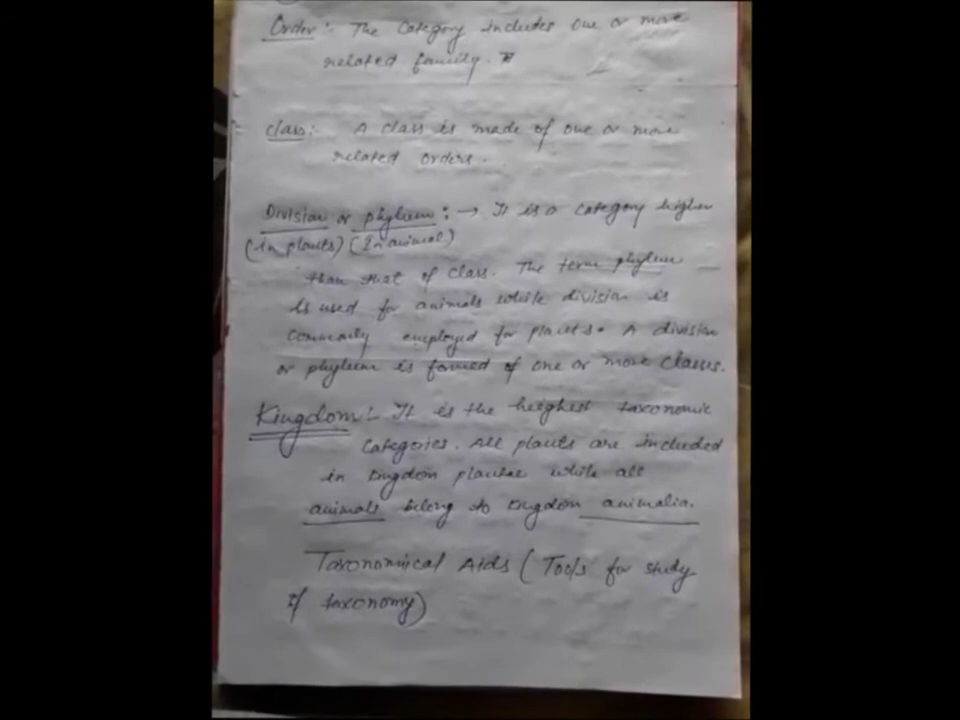 Order :- The Category includes one or more
related family.
Class:- A class is made of one or more
related orders.
Division or phylum : → It is a category higher
(in plants) (In animal)
than that of class. The term phylum
is used for animals while division is
commonly employed for plants. A division
or phylum is formed of one or more classes.
Kingdom :- It is the heighest taxonomic
Categories. All plants are included
in Kingdom plantae while all
animals belong to Kingdom animalia.
Taxonomical Aids (Tools for study
of taxonomy)